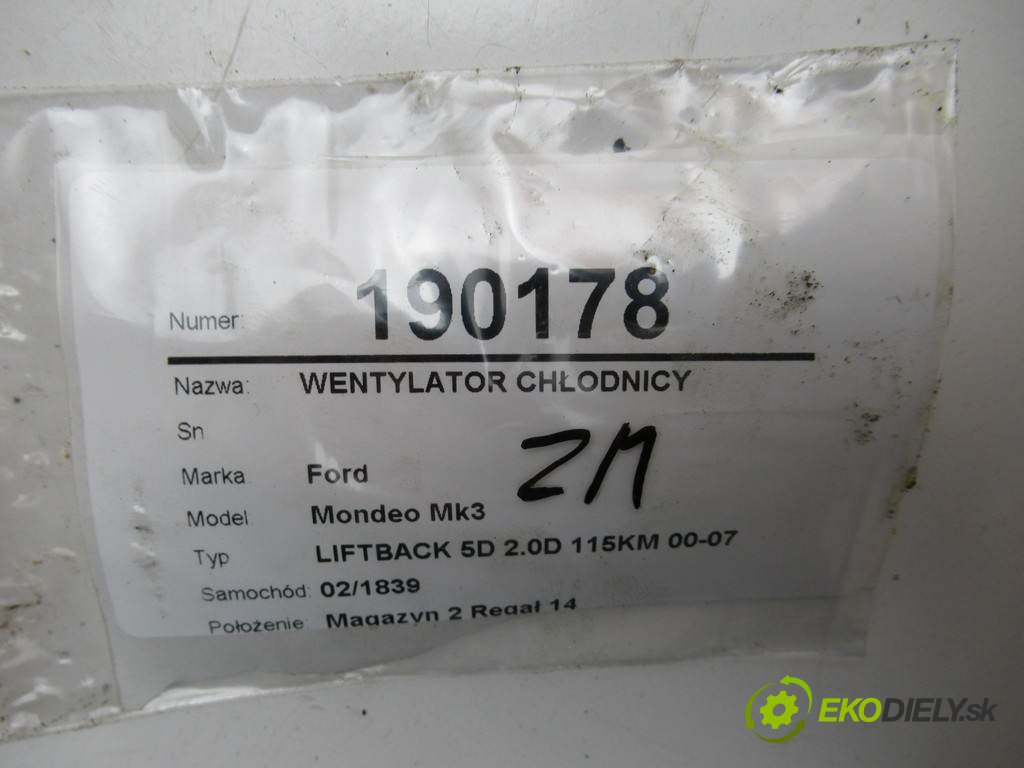 Numer: 190178
Nazwa: WENTYLATOR CHŁODNICY
Sn
ZM
Marka Ford
Model Mondeo Mk3
Typ LIFTBACK 5D 2.0D 115KM 00-07
Samochód: 02/1839
Położenie: Magazyn 2 Regał 14
EKODIELY.sk